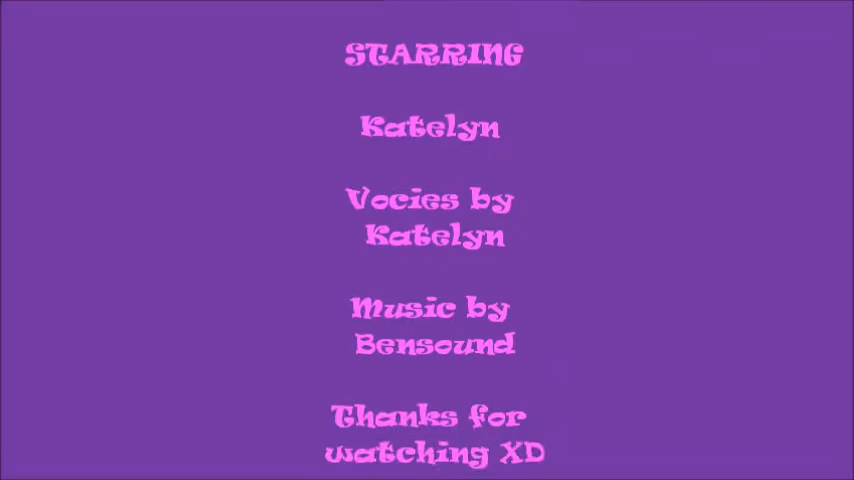 STARRING
Katelyn
Vocies by
Katelyn
Music by
Bensound
Thanks for
watching XD